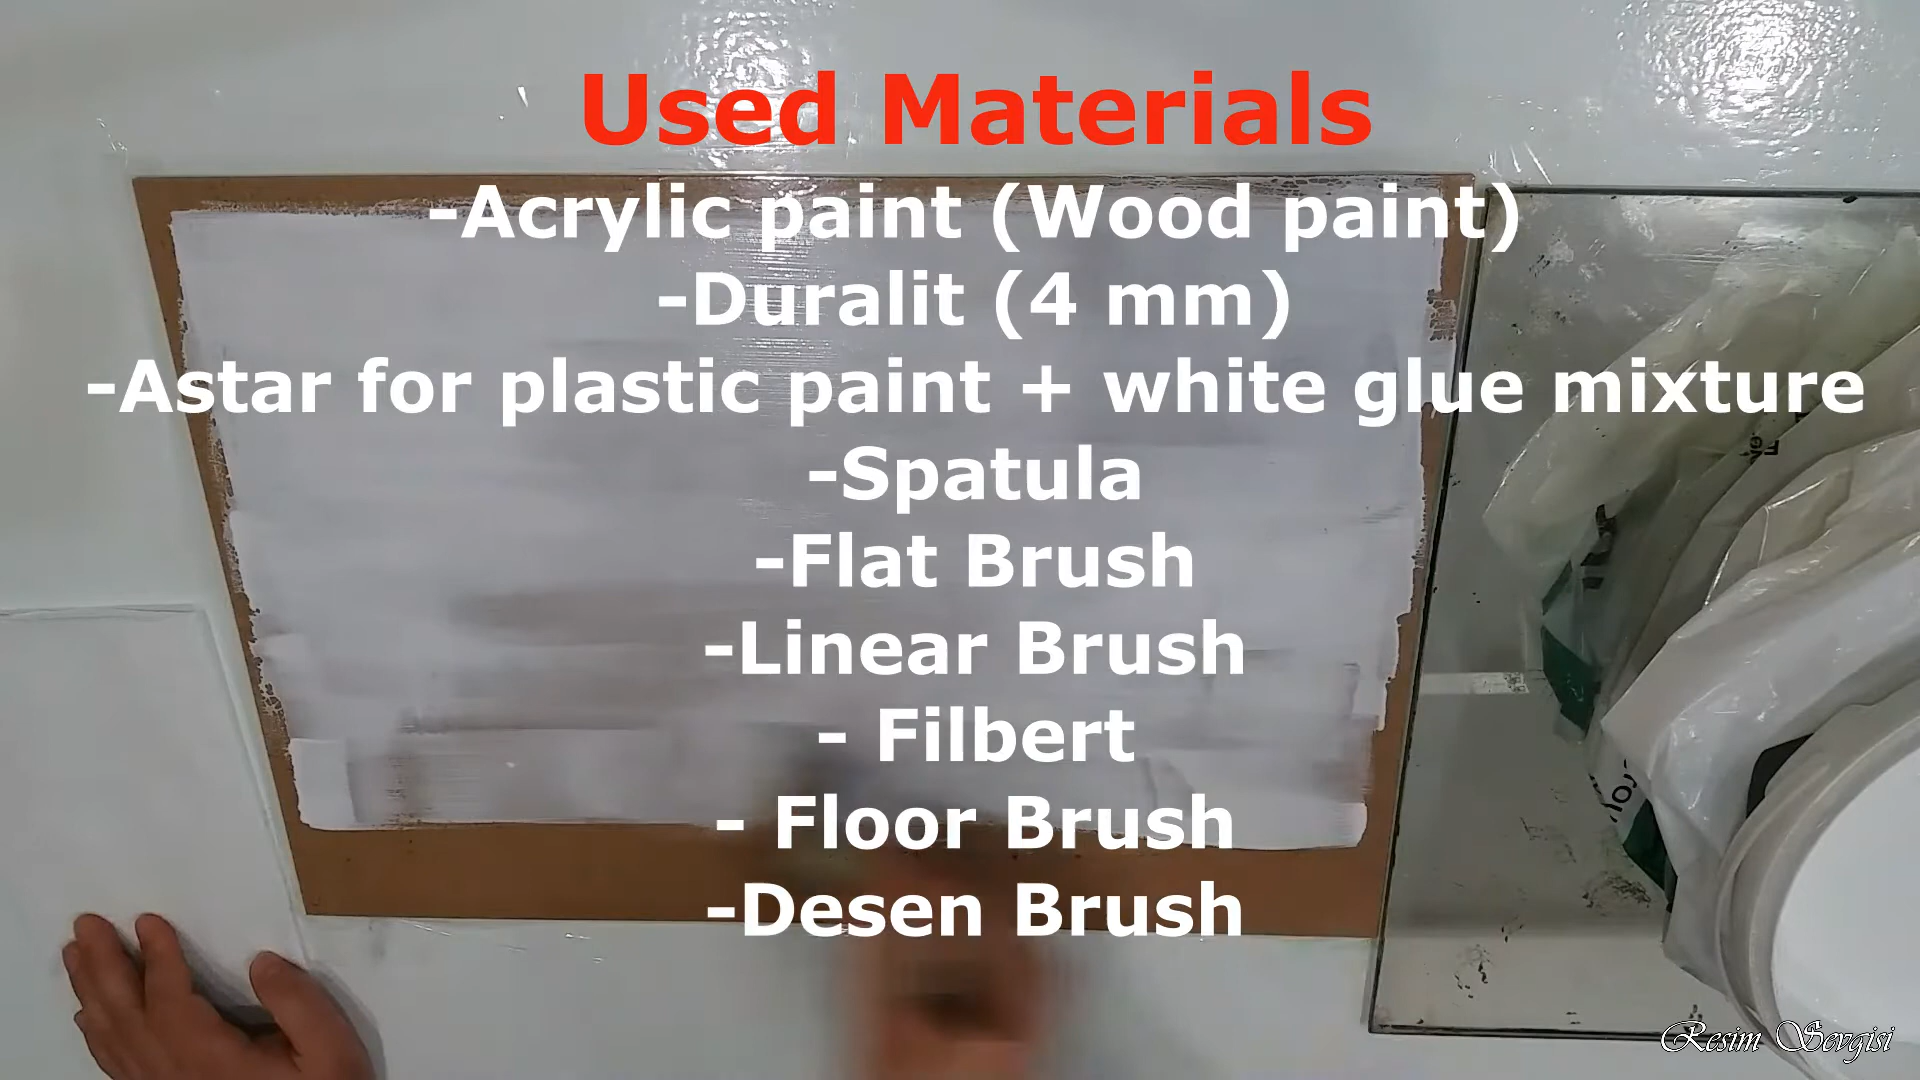 Used Materials
-Acrylic paint (Wood paint)
-Duralit (4 mm)
-Astar for plastic paint + white glue mixture
-Spatula
-Flat Brush
-Linear Brush
- Filbert
- Floor Brush
-Desen Brush
Resim Sevgisi